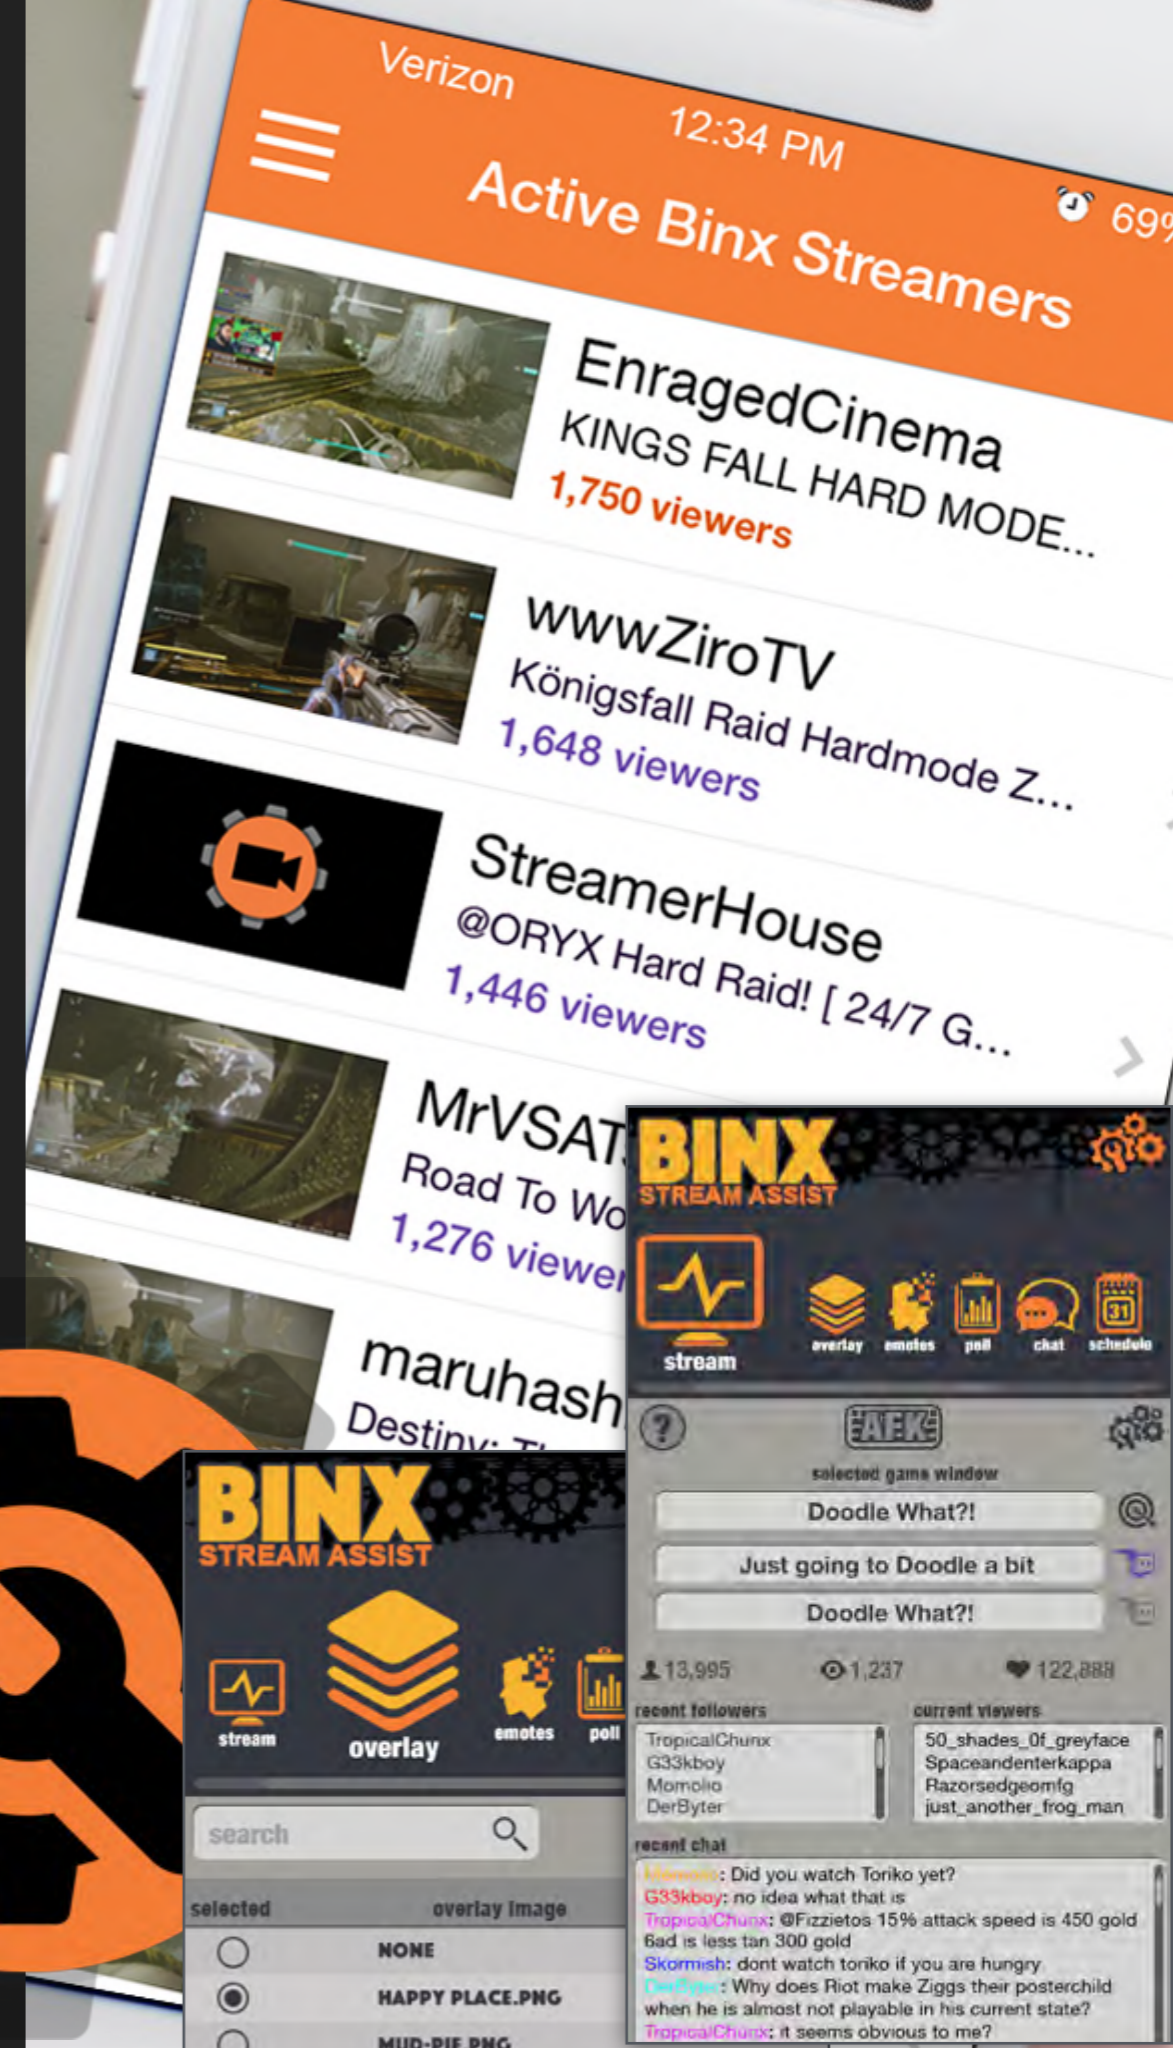 Verizon
12:34 PM
69%
Active Binx Streamers
EnragedCinema
KINGS FALL HARD MODE...
1,750 viewers
wwwZiroTV
Königsfall Raid Hardmode Z...
1,648 viewers
StreamerHouse
@ORYX Hard Raid! [ 24/7 G...
1,446 viewers
MrVSAT
Road To Wo
1,276 viewer
maruhash
Destiny:
BINX
STREAM ASSIST
stream
overlay
emotes
poll
search
selected
overlay image
NONE
HAPPY PLACE.PNG
MUD-PIE.PNG
BINX
STREAM ASSIST
stream
overlay
emotes
poll
chat
31
schedule
?
AFK
selected game window
Doodle What?!
Just going to Doodle a bit
Doodle What?!
13,995
1,237
122,888
recent followers
TropicalChunx
G33kboy
Momolio
DerByter
current viewers
50_shades_0f_greyface
Spaceandenterkappa
Razorsedgeomfg
just_another_frog_man
recent chat
: Did you watch Toriko yet?
G33kboy: no idea what that is
TropicalChunx: @Fizzietos 15% attack speed is 450 gold
6ad is less tan 300 gold
Skormish: dont watch toriko if you are hungry
DerByter: Why does Riot make Ziggs their posterchild
when he is almost not playable in his current state?
TropicalChunx: it seems obvious to me?